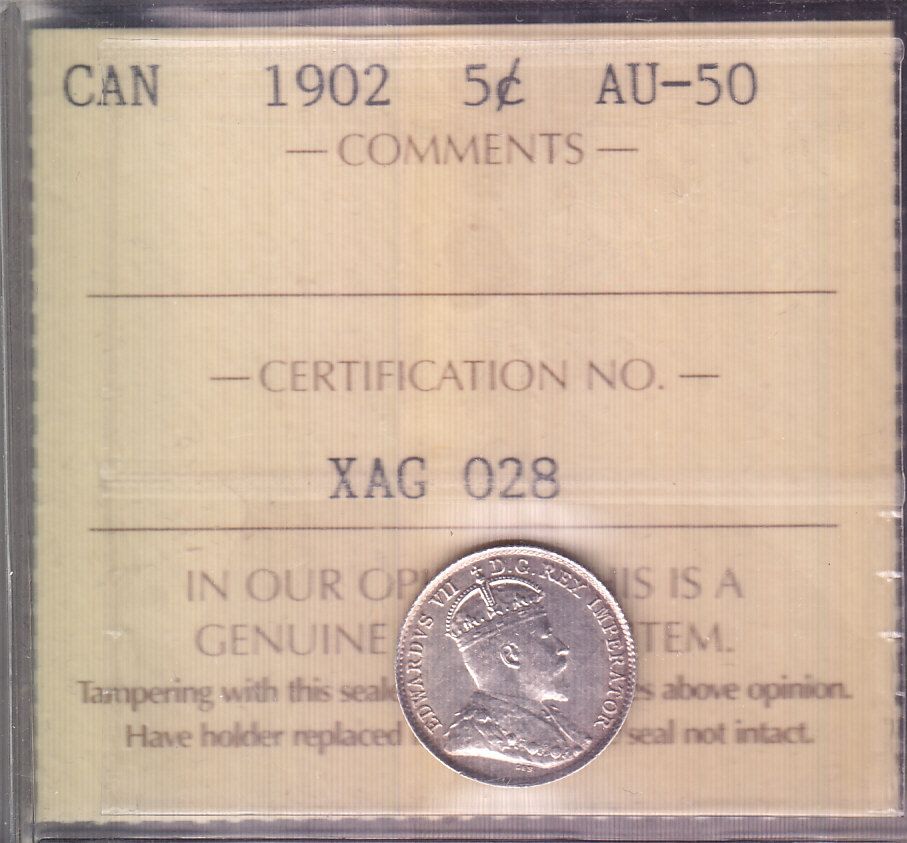 CAN 1902 5¢ AU-50
— COMMENTS —
— CERTIFICATION NO. —
XAG 028
IN OUR OP HIS IS A
GENUINE TEM.
Tampering with this seal s above opinion.
Have holder replaced seal not intact.
EDWARDVS VII ✠ D.G. REX IMPERATOR